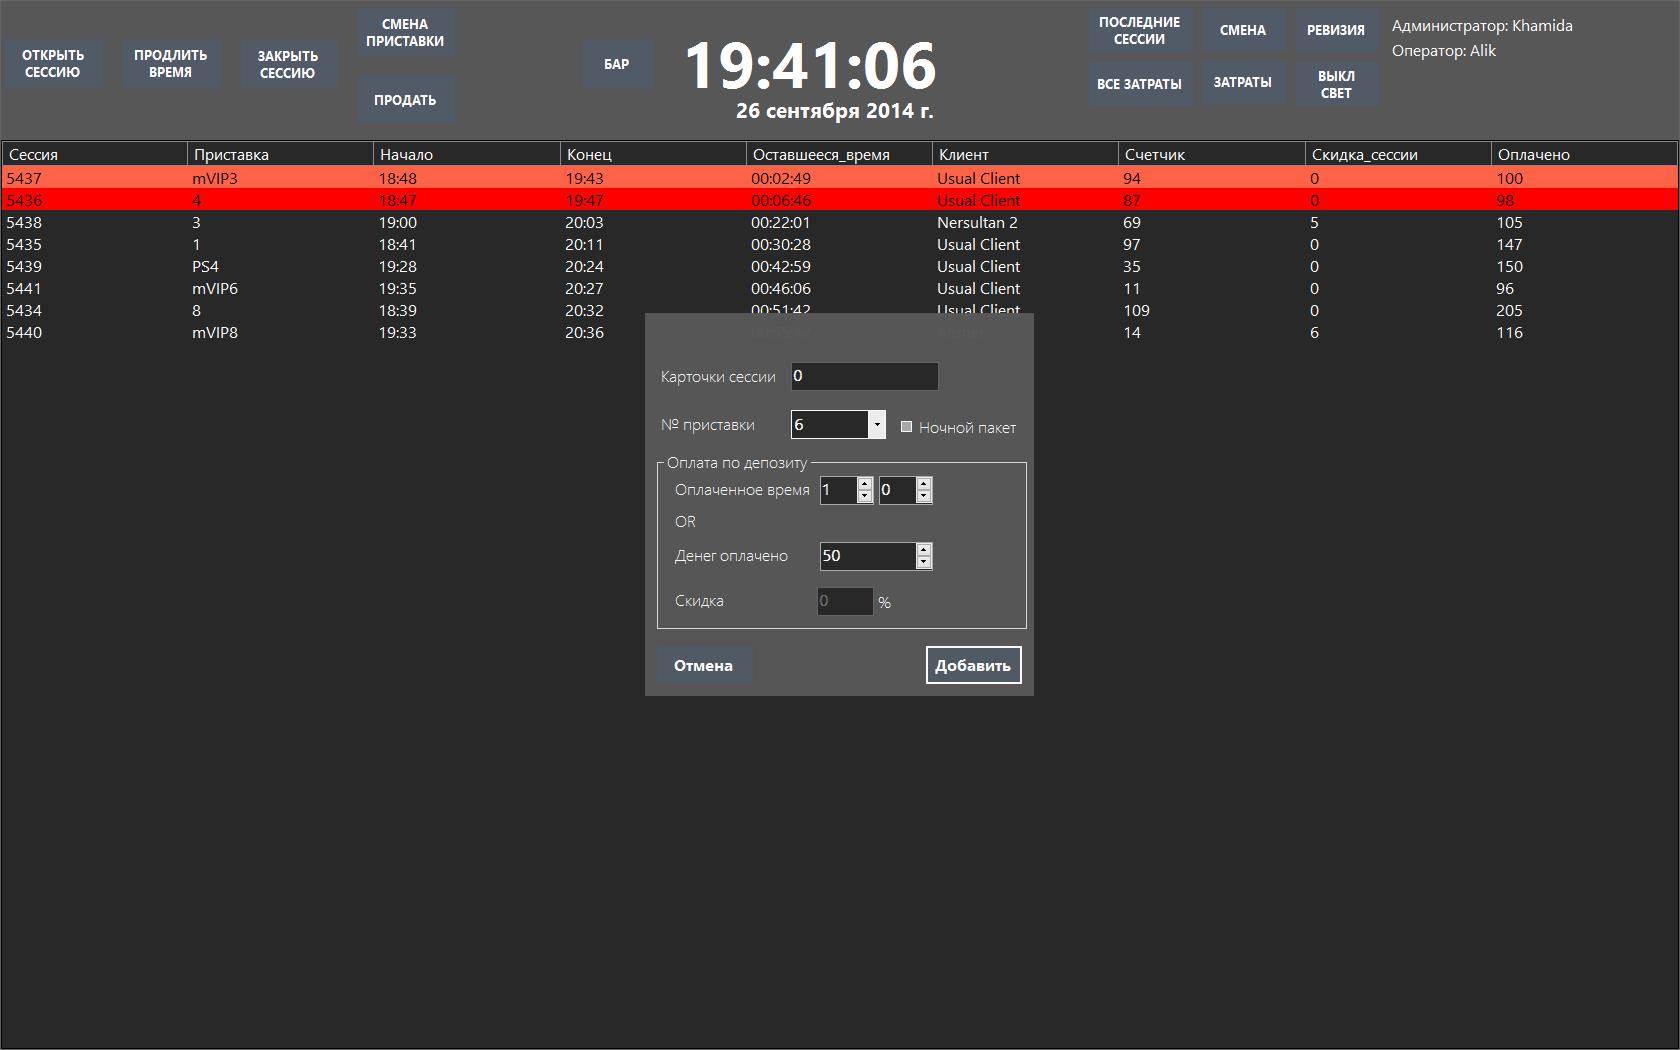 ОТКРЫТЬ СЕССИЮ
ПРОДЛИТЬ ВРЕМЯ
ЗАКРЫТЬ СЕССИЮ
СМЕНА ПРИСТАВКИ
ПРОДАТЬ
БАР
19:41:06
26 сентября 2014 г.
ПОСЛЕДНИЕ СЕССИИ
СМЕНА
РЕВИЗИЯ
ВСЕ ЗАТРАТЫ
ЗАТРАТЫ
ВЫКЛ СВЕТ
Администратор: Khamida
Оператор: Alik
Сессия Приставка Начало Конец Оставшееся_время Клиент Счетчик Скидка_сессии Оплачено
5437 mVIP3 18:48 19:43 00:02:49 Usual Client 94 0 100
5436 4 18:47 19:47 00:06:46 Usual Client 87 0 98
5438 3 19:00 20:03 00:22:01 Nersultan 2 69 5 105
5435 1 18:41 20:11 00:30:28 Usual Client 97 0 147
5439 PS4 19:28 20:24 00:42:59 Usual Client 35 0 150
5441 mVIP6 19:35 20:27 00:46:06 Usual Client 11 0 96
5434 8 18:39 20:32 00:51:42 Usual Client 109 0 205
5440 mVIP8 19:33 20:36 14 6 116
Карточки сессии 0
№ приставки 6 Ночной пакет
Оплата по депозиту
Оплаченное время 1 0
OR
Денег оплачено 50
Скидка 0 %
Отмена Добавить